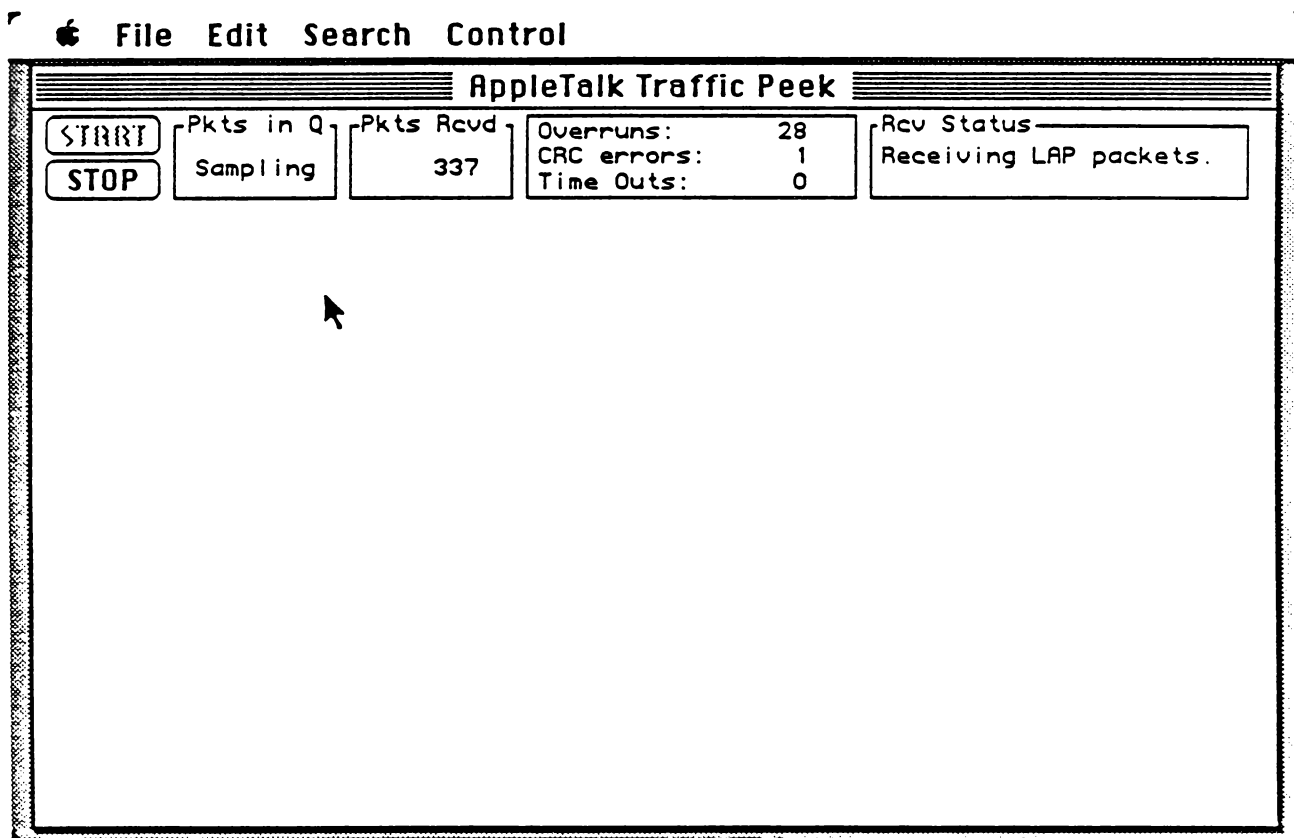 File Edit Search Control
AppleTalk Traffic Peek
START
STOP
Pkts in Q
Sampling
Pkts Rcvd
337
Overruns: 28
CRC errors: 1
Time Outs: 0
Rcv Status
Receiving LAP packets.